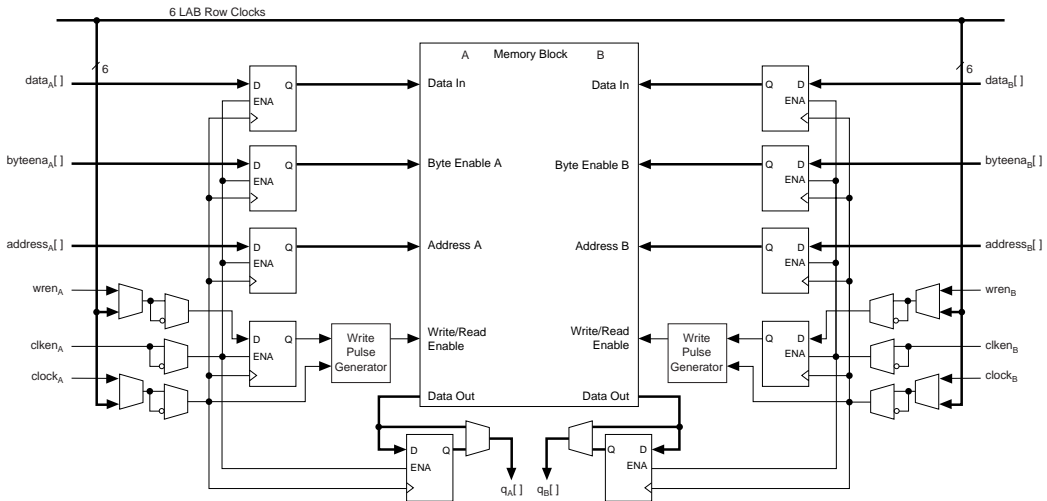 6 LAB Row Clocks
A Memory Block B
6 6
dataA[ ] D Q Data In Data In Q D dataB[ ]
ENA ENA
byteenaA[ ] D Q Byte Enable A Byte Enable B Q D byteenaB[ ]
ENA ENA
addressA[ ] D Q Address A Address B Q D addressB[ ]
ENA ENA
wrenA wrenB
D Q Write Pulse Generator Write/Read Enable Write/Read Enable Write Pulse Generator Q D
clkenA ENA ENA clkenB
clockA clockB
Data Out Data Out
D Q Q D
ENA ENA
qA[ ] qB[ ]